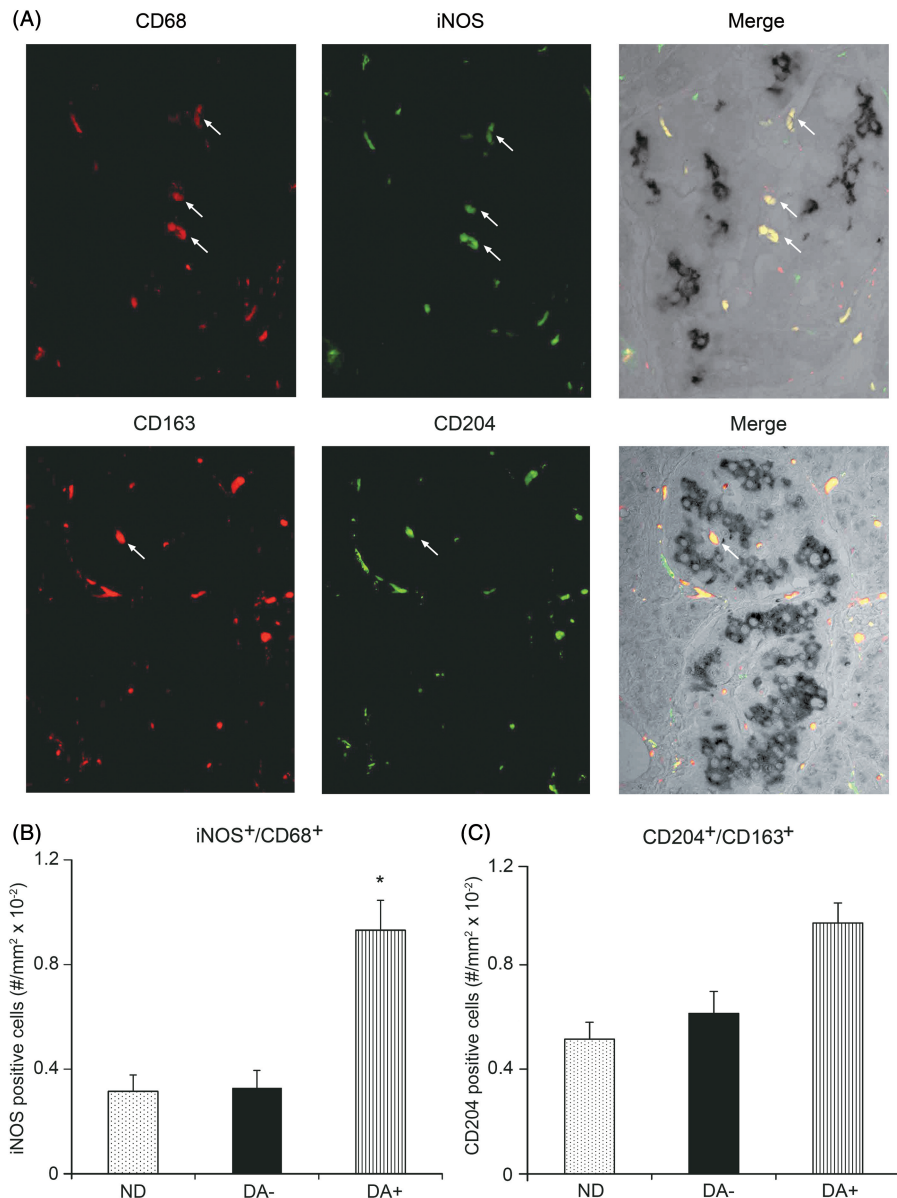 (A)
CD68 iNOS Merge
CD163 CD204 Merge
(B)
iNOS⁺/CD68⁺
iNOS positive cells (#/mm² x 10⁻²)
1.2
0.8
0.4
0
*
ND DA- DA+
(C)
CD204⁺/CD163⁺
CD204 positive cells (#/mm² x 10⁻²)
1.2
0.8
0.4
0
ND DA- DA+